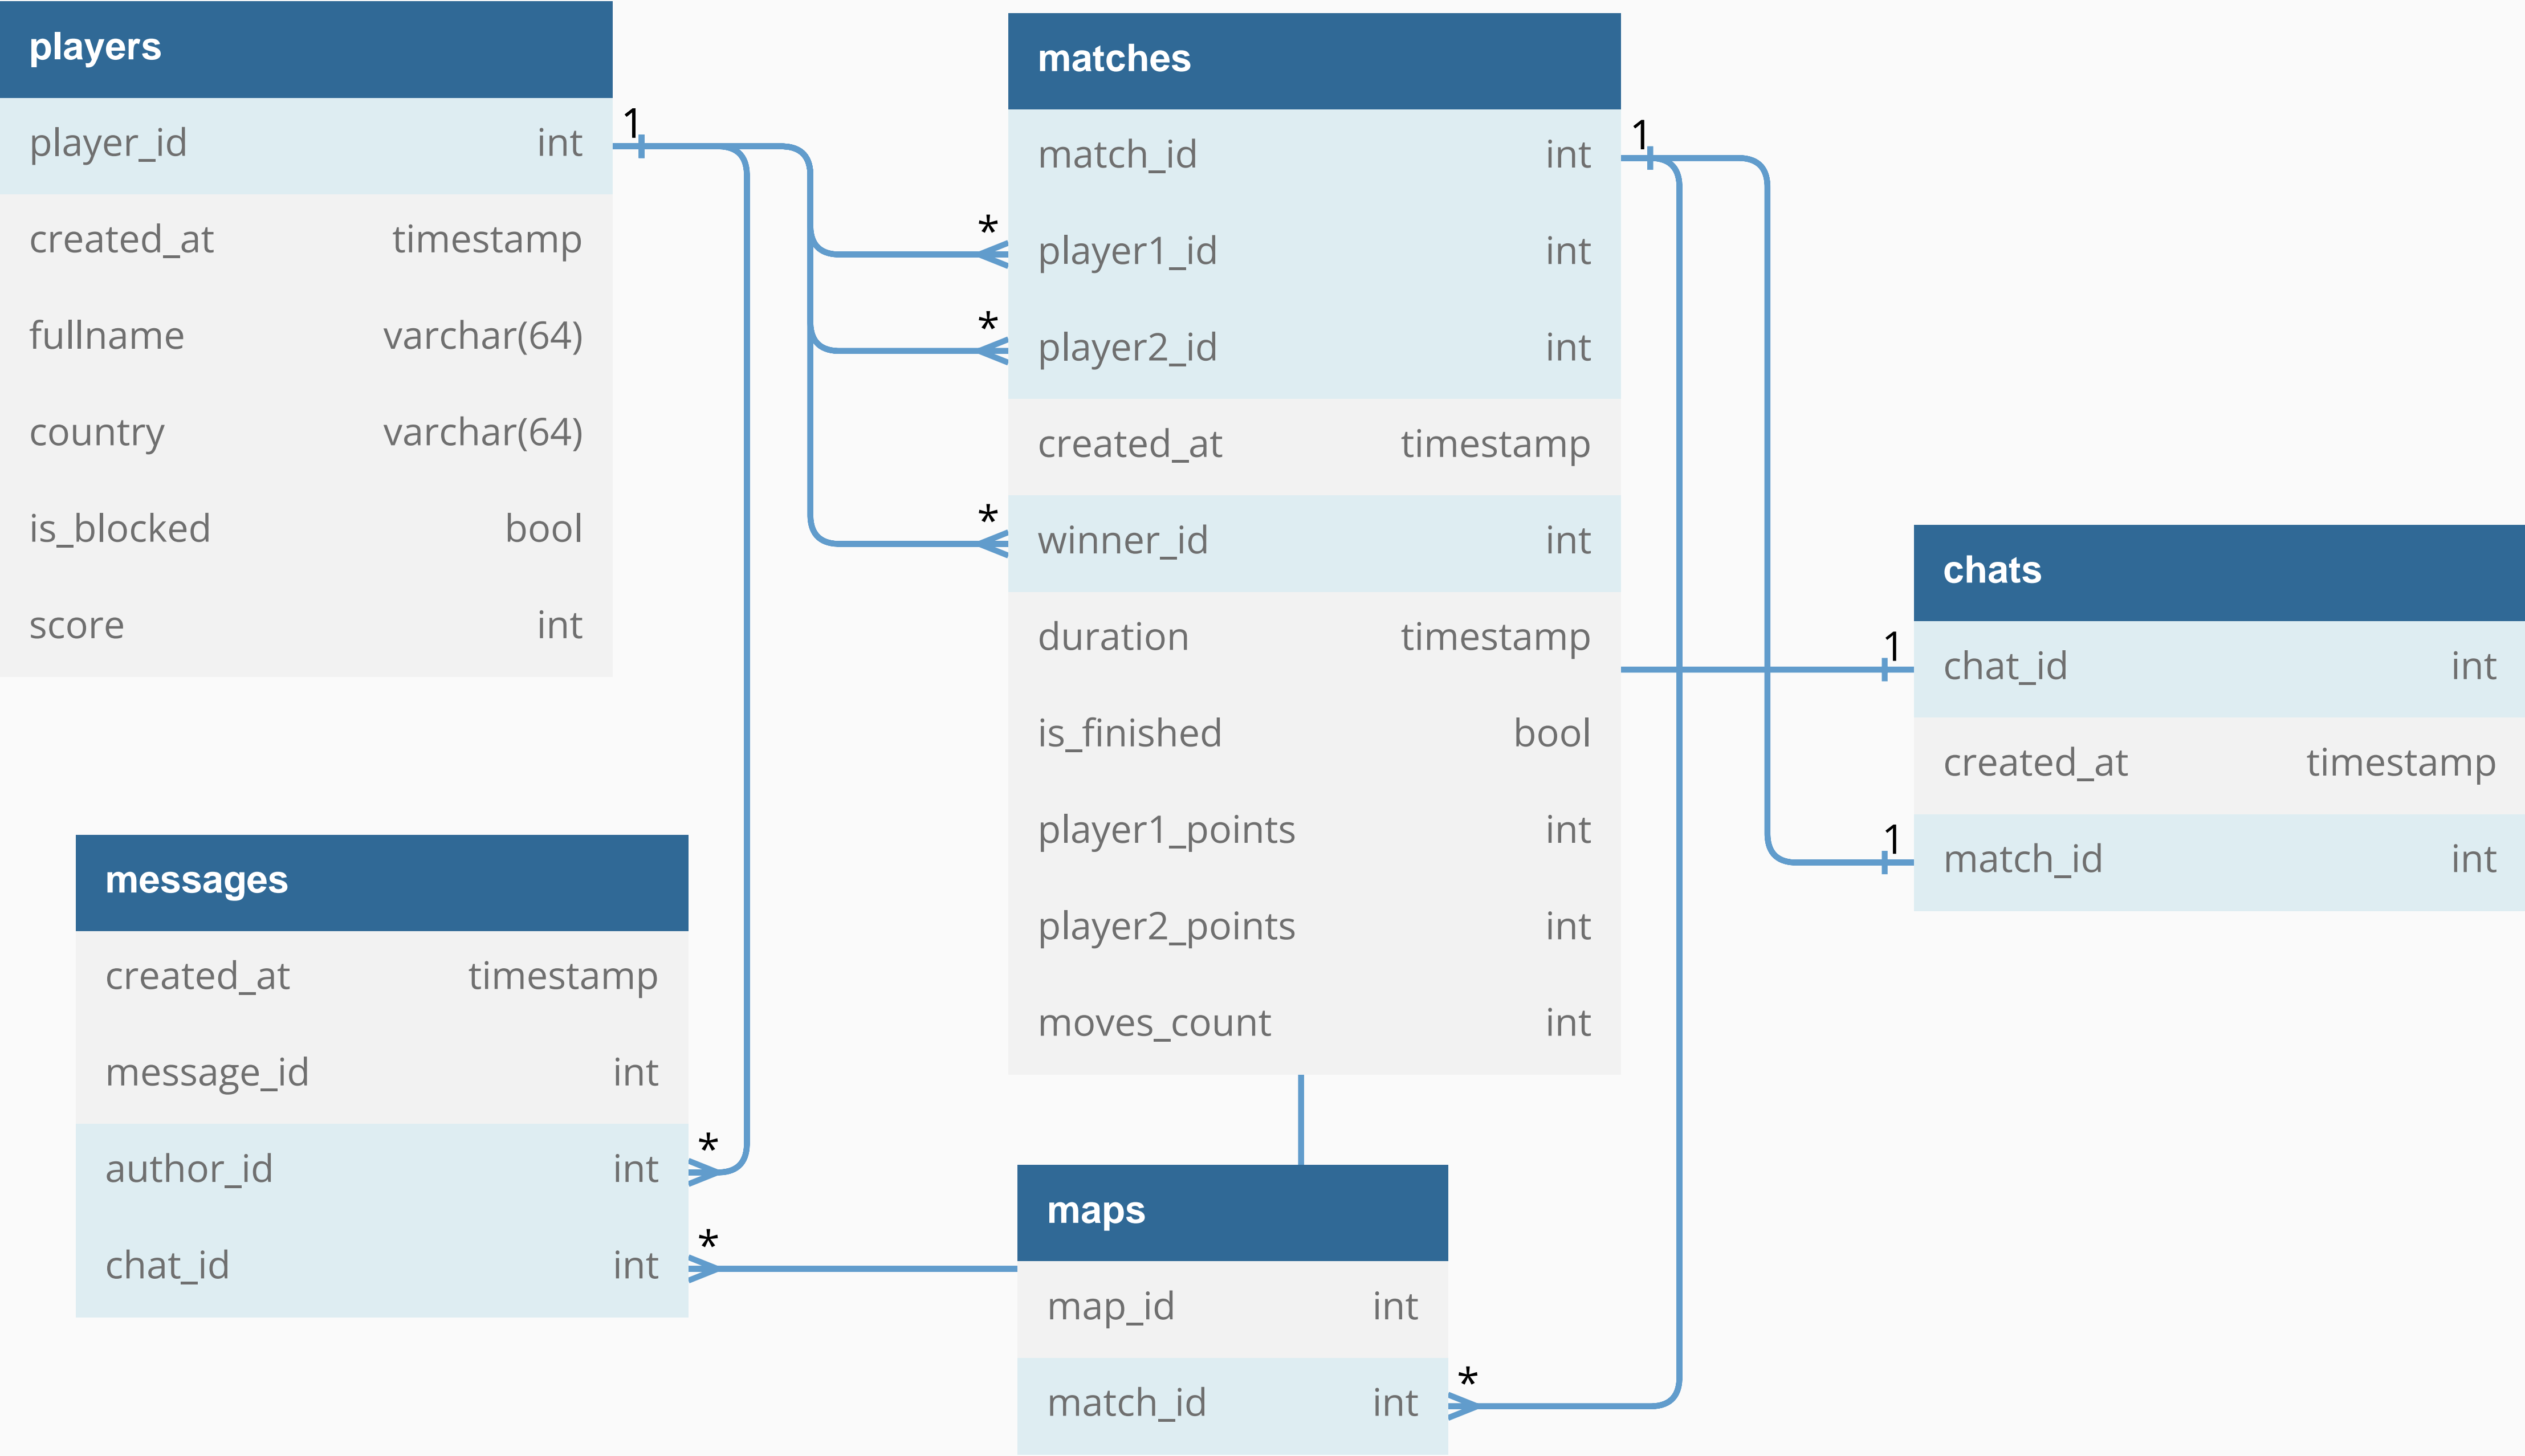 players
player_id int
created_at timestamp
fullname varchar(64)
country varchar(64)
is_blocked bool
score int
1
matches
match_id int
player1_id int
player2_id int
created_at timestamp
winner_id int
duration timestamp
is_finished bool
player1_points int
player2_points int
moves_count int
*
*
*
1
chats
chat_id int
created_at timestamp
match_id int
1
1
messages
created_at timestamp
message_id int
author_id int
chat_id int
*
*
maps
map_id int
match_id int
*